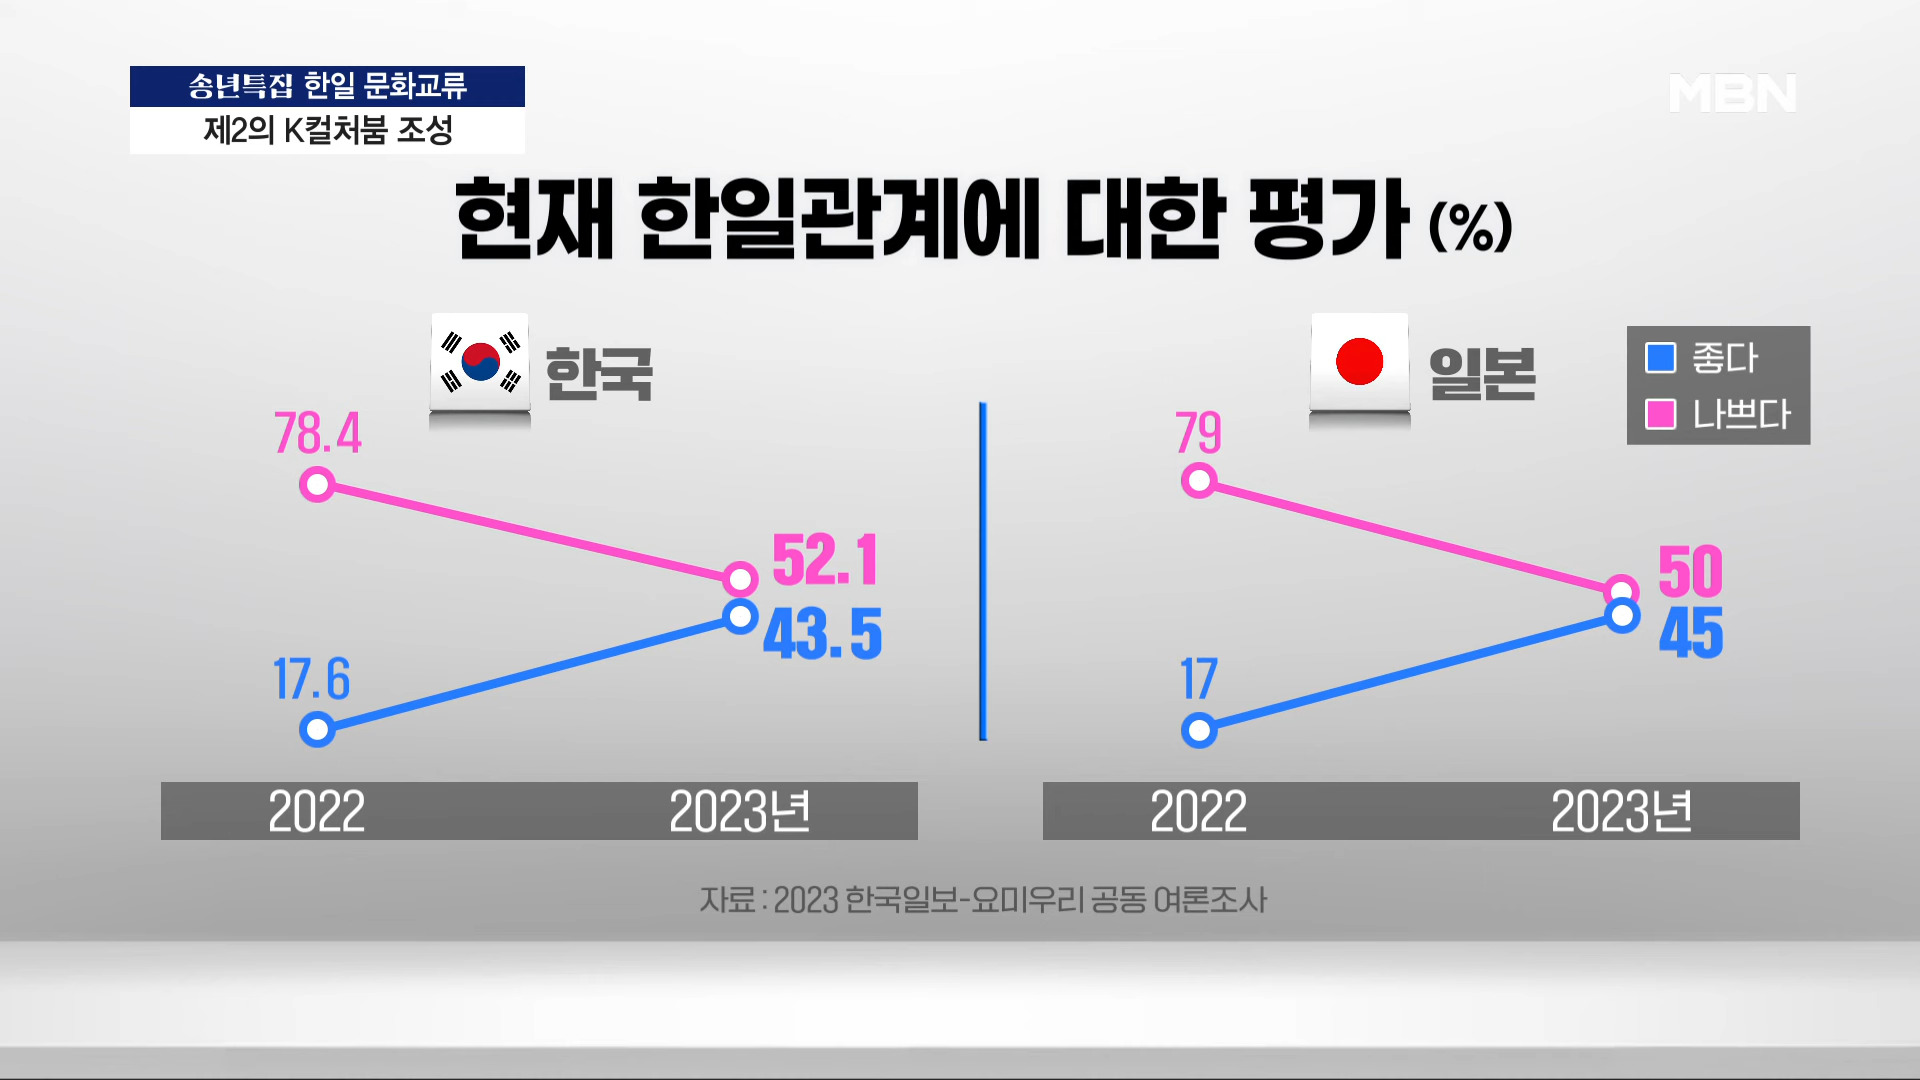 송년특집 한일 문화교류
제2의 K컬처붐 조성
MBN
현재 한일관계에 대한 평가 (%)
한국
78.4
52.1
43.5
17.6
2022 2023년
일본
좋다
나쁘다
79
50
45
17
2022 2023년
자료 : 2023 한국일보-요미우리 공동 여론조사